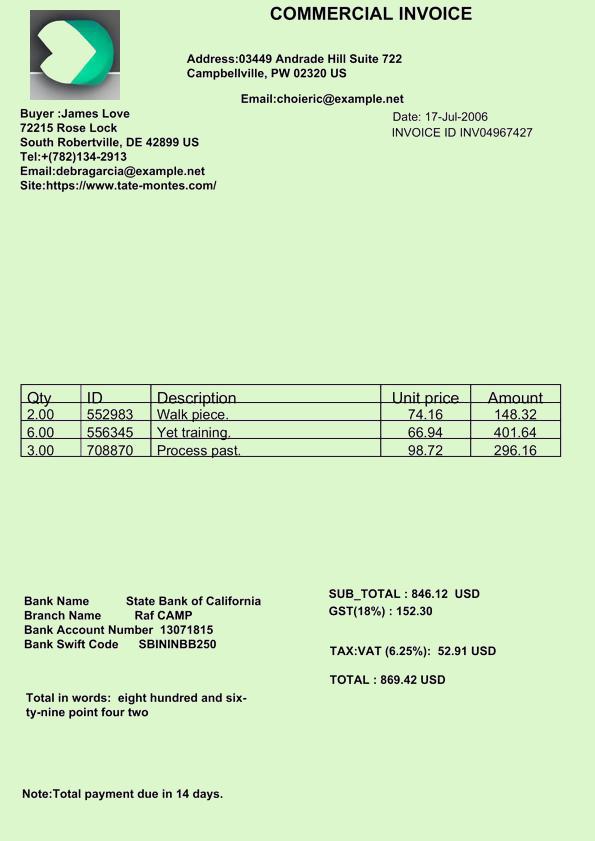 COMMERCIAL INVOICE
Address:03449 Andrade Hill Suite 722
Campbellville, PW 02320 US
Email:choieric@example.net
Buyer :James Love
72215 Rose Lock
South Robertville, DE 42899 US
Tel:+(782)134-2913
Email:debragarcia@example.net
Site:https://www.tate-montes.com/
Date: 17-Jul-2006
INVOICE ID INV04967427
Qty ID Description Unit price Amount
2.00 552983 Walk piece. 74.16 148.32
6.00 556345 Yet training. 66.94 401.64
3.00 708870 Process past. 98.72 296.16
Bank Name State Bank of California
Branch Name Raf CAMP
Bank Account Number 13071815
Bank Swift Code SBININBB250
SUB_TOTAL : 846.12 USD
GST(18%) : 152.30
TAX:VAT (6.25%): 52.91 USD
TOTAL : 869.42 USD
Total in words: eight hundred and six-
ty-nine point four two
Note:Total payment due in 14 days.